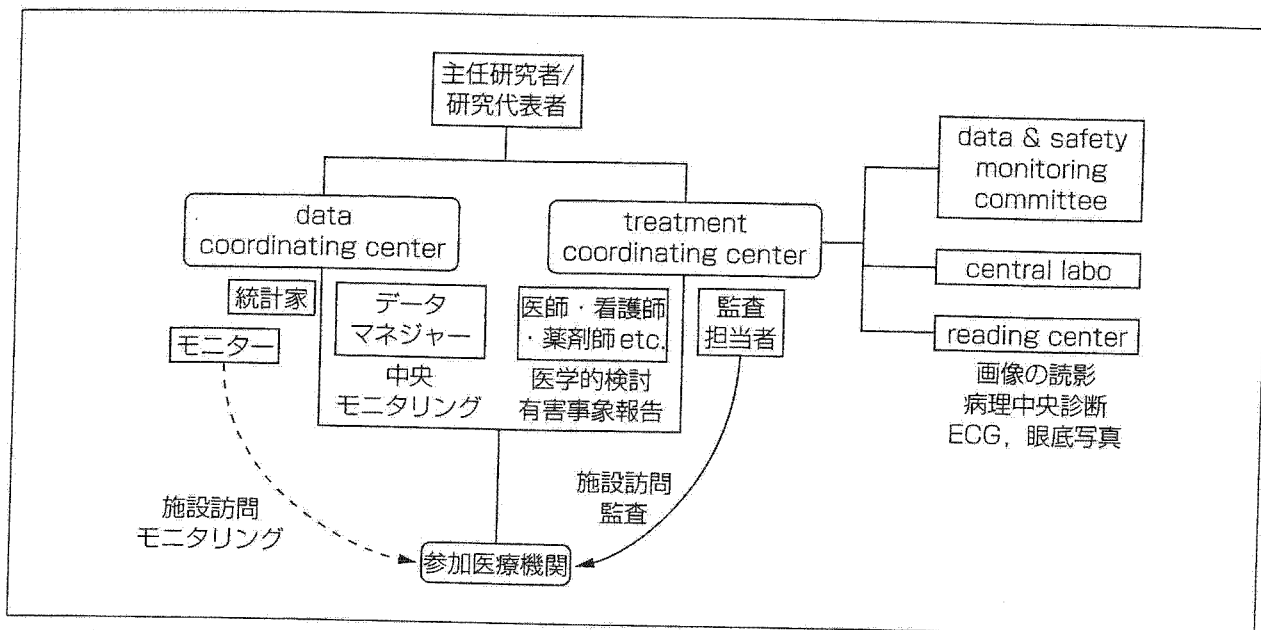 主任研究者/
研究代表者
data
coordinating center
treatment
coordinating center
data & safety
monitoring
committee
central labo
reading center
画像の読影
病理中央診断
ECG，眼底写真
統計家
モニター
データ
マネジャー
中央
モニタリング
医師・看護師
・薬剤師 etc.
医学的検討
有害事象報告
監査
担当者
施設訪問
モニタリング
施設訪問
監査
参加医療機関